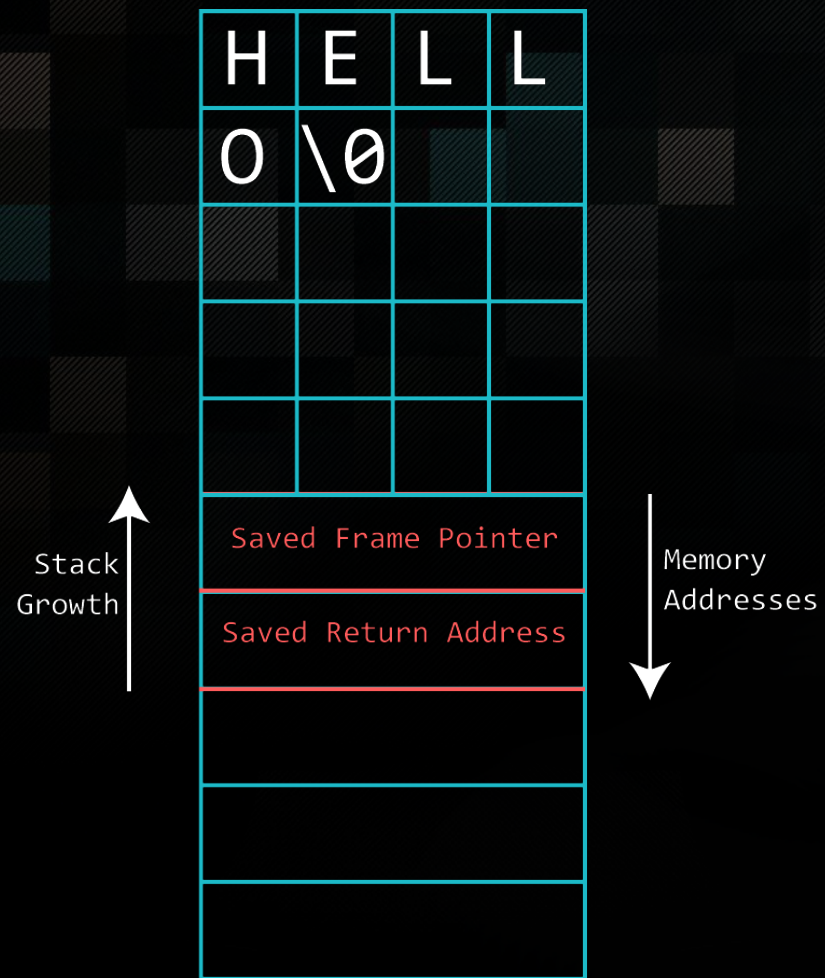 H E L L
O \0
Saved Frame Pointer
Stack
Growth
Memory
Addresses
Saved Return Address